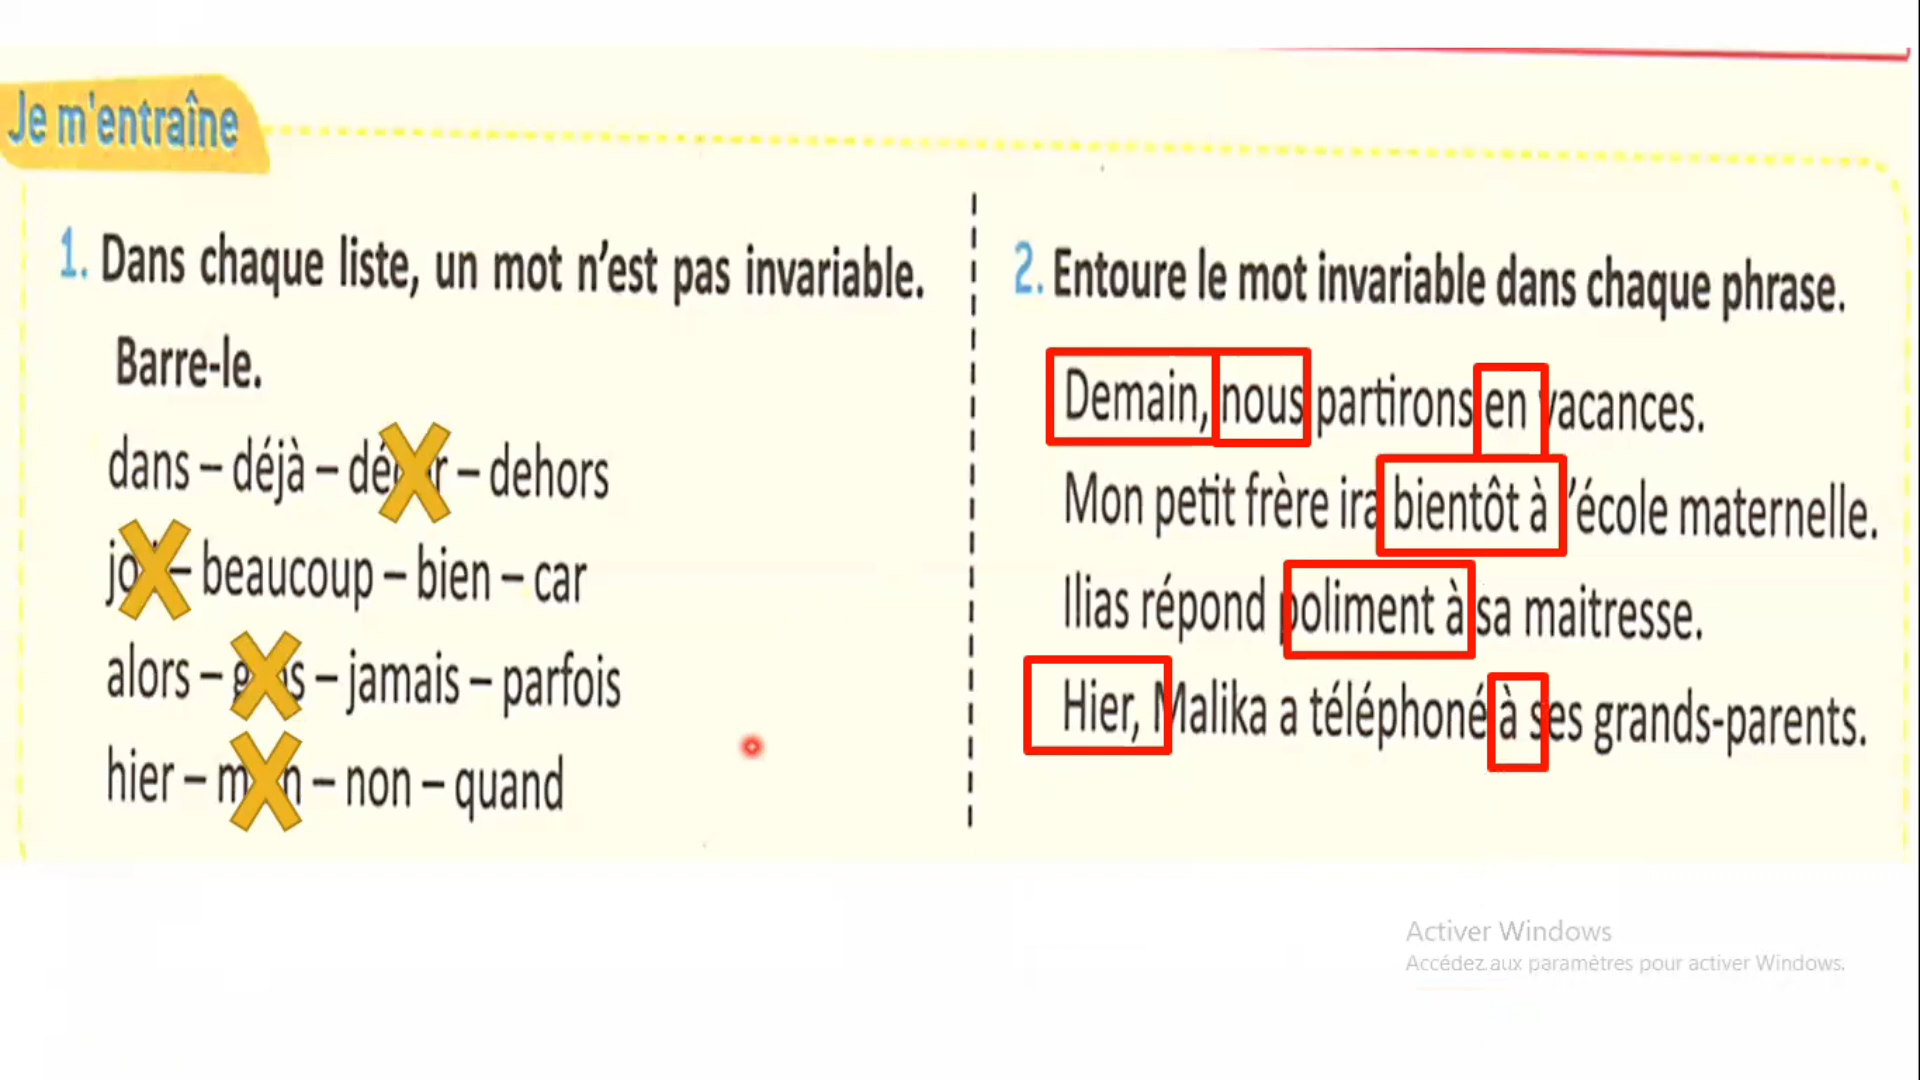 Je m'entraîne
1. Dans chaque liste, un mot n'est pas invariable.
Barre-le.
dans – déjà – – dehors
– beaucoup – bien – car
alors – – jamais – parfois
hier – – non – quand
2. Entoure le mot invariable dans chaque phrase.
Demain, nous partirons en vacances.
Mon petit frère ira bientôt à l'école maternelle.
Ilias répond poliment à sa maitresse.
Hier, Malika a téléphoné à ses grands-parents.
Activer Windows
Accédez aux paramètres pour activer Windows.